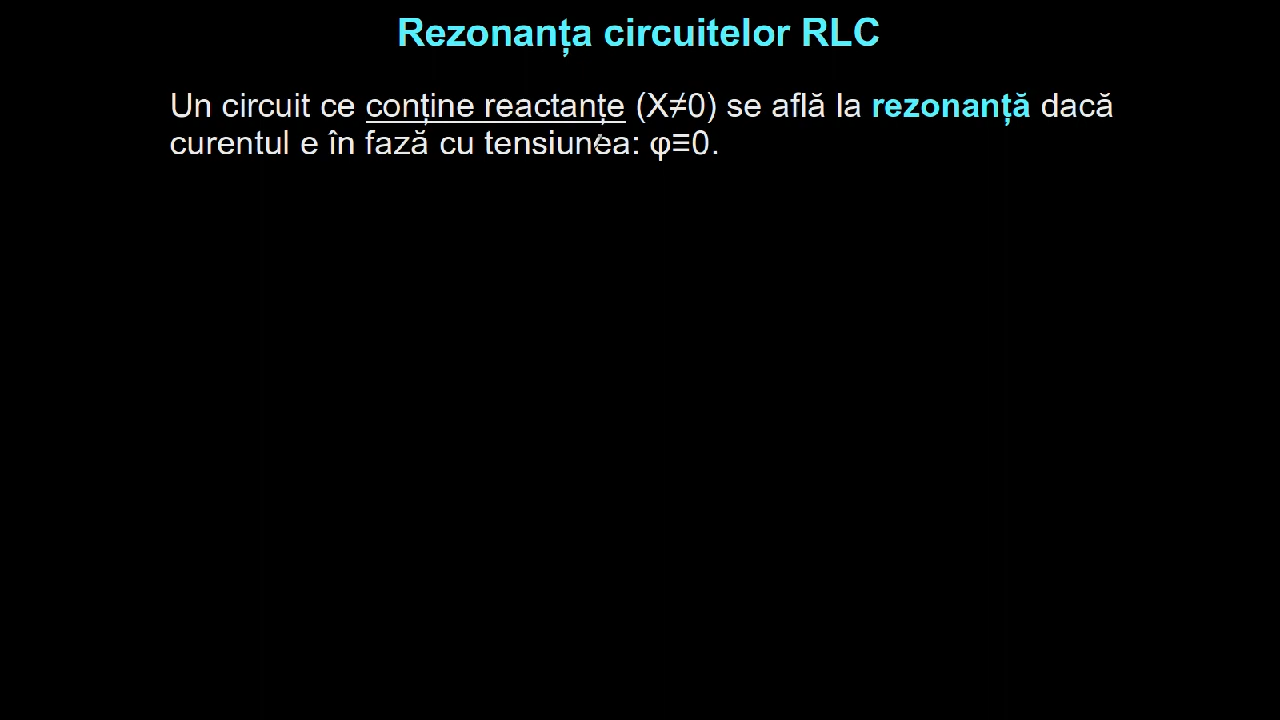 Rezonanța circuitelor RLC
Un circuit ce conține reactanțe (X≠0) se află la rezonanță dacă
curentul e în fază cu tensiunea: φ≡0.